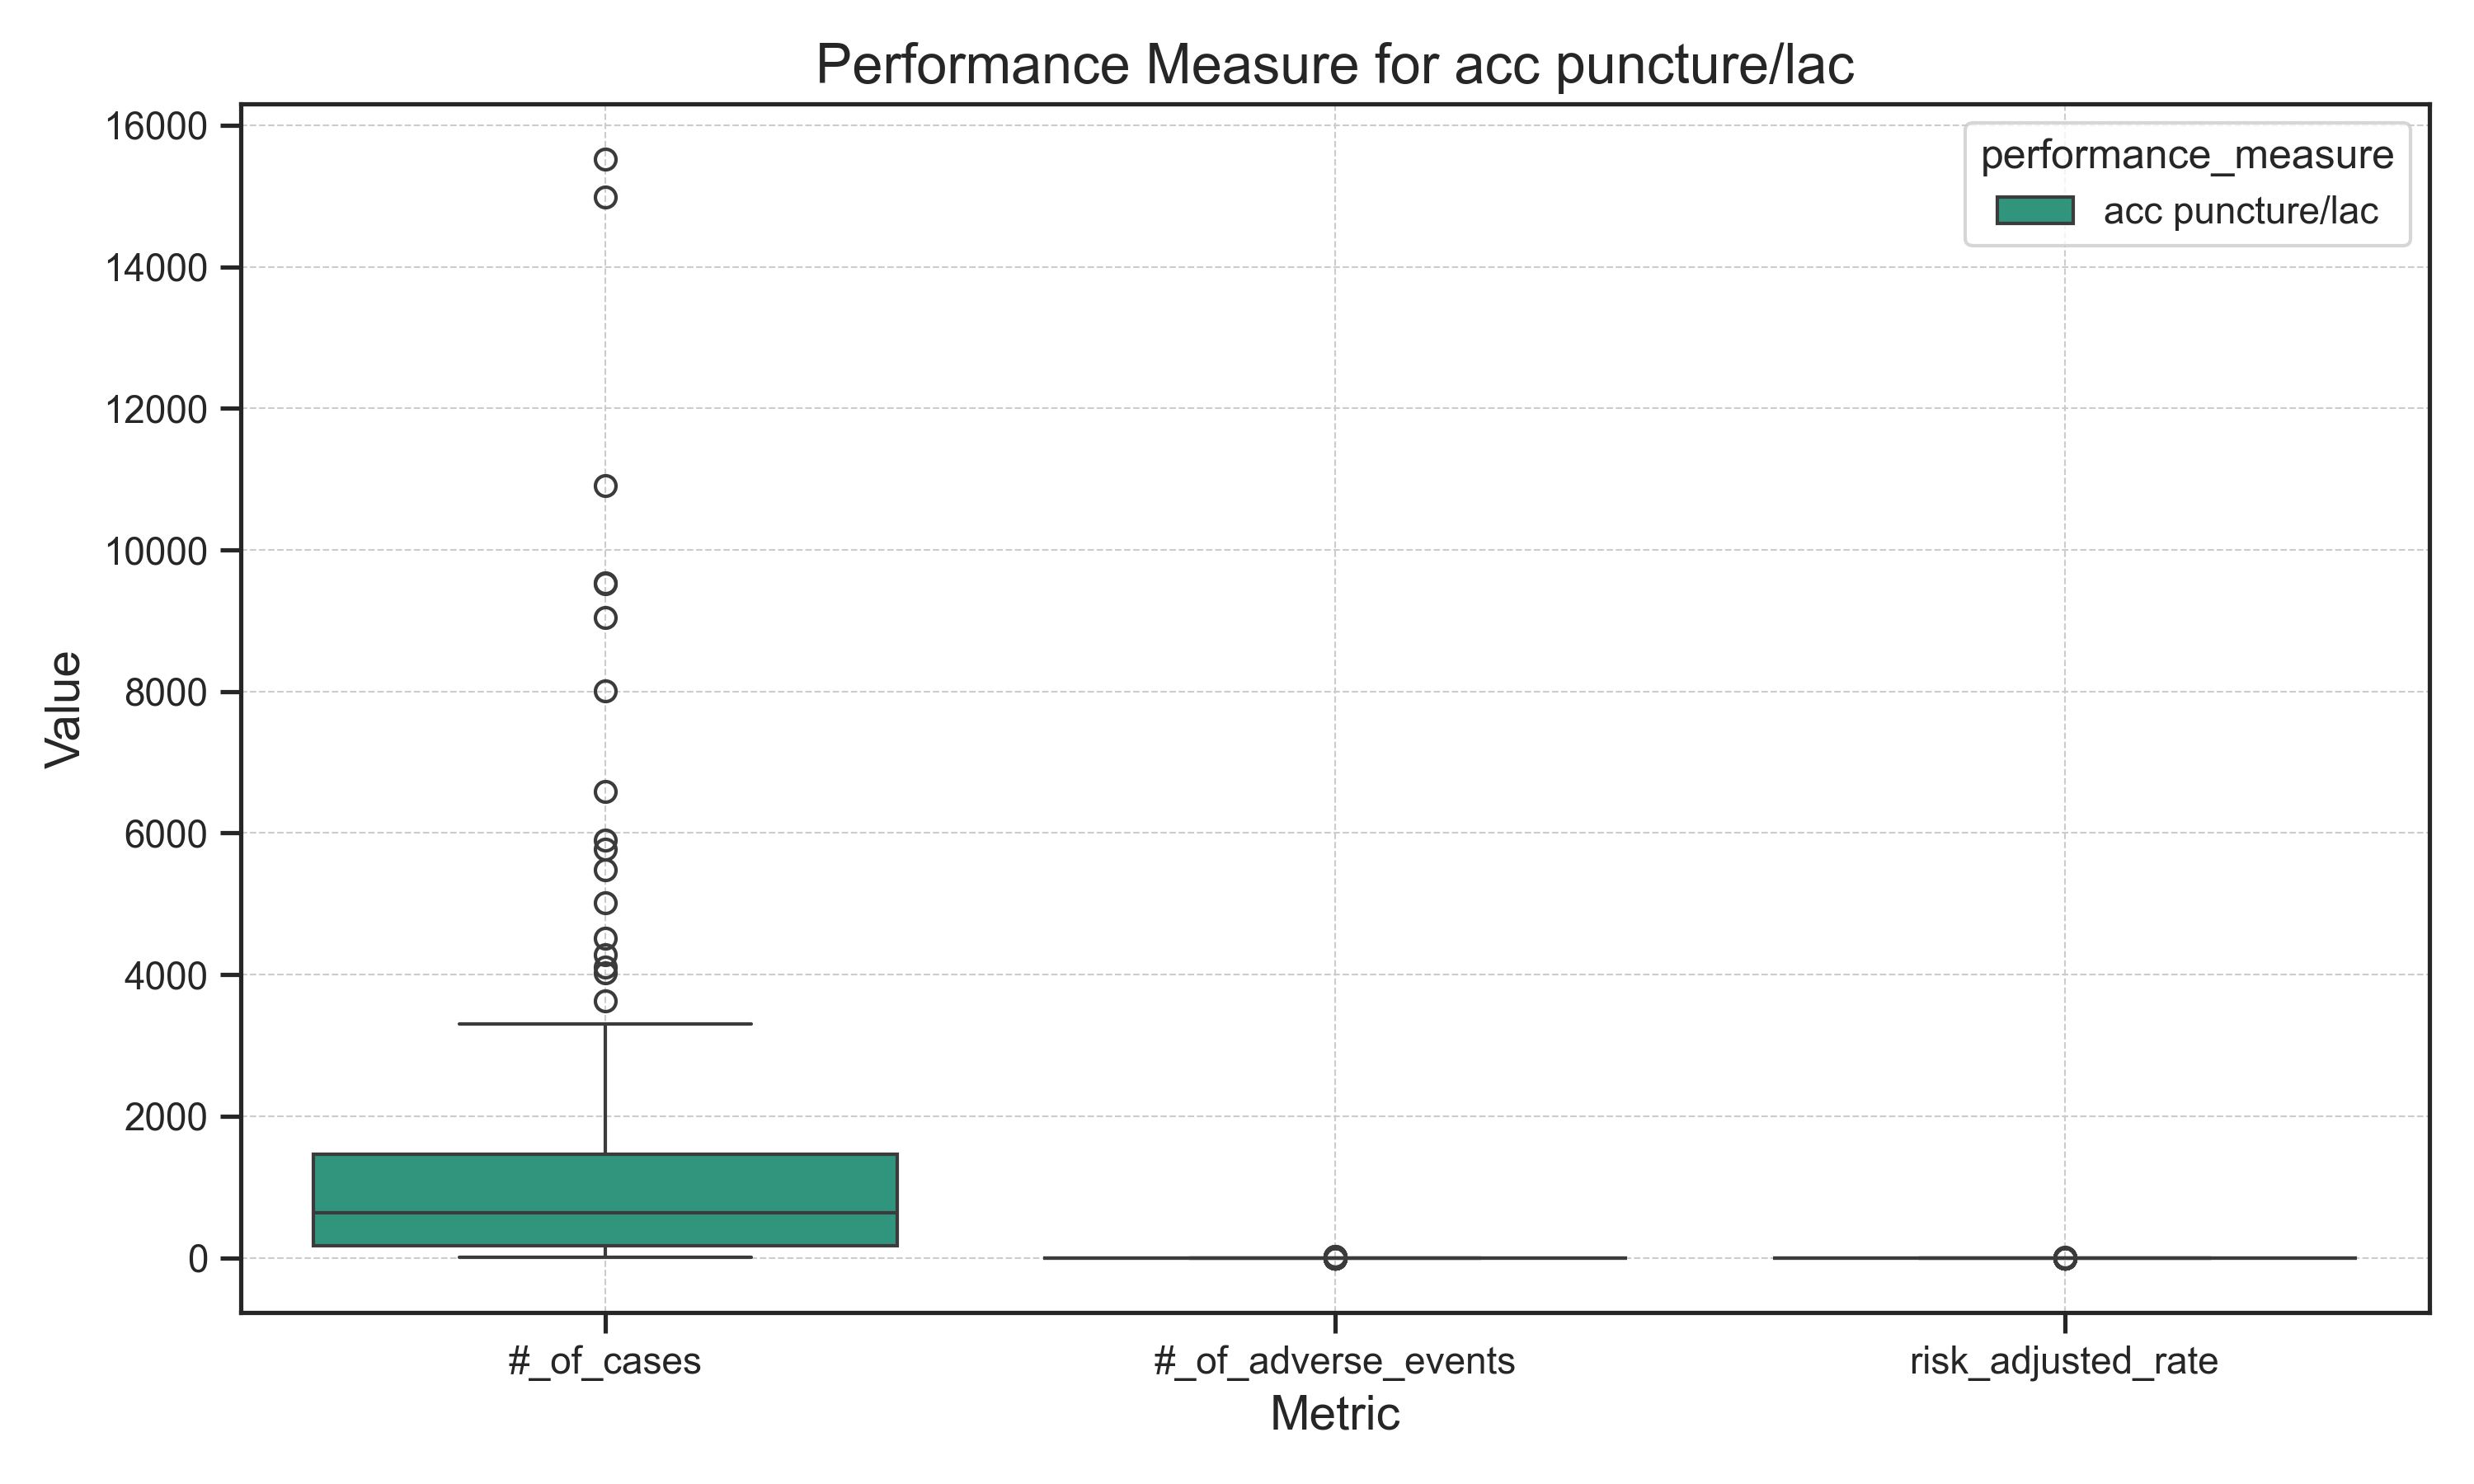 Performance Measure for acc puncture/lac
performance_measure
acc puncture/lac
16000
14000
12000
10000
8000
6000
4000
2000
0
Value
#_of_cases
#_of_adverse_events
risk_adjusted_rate
Metric